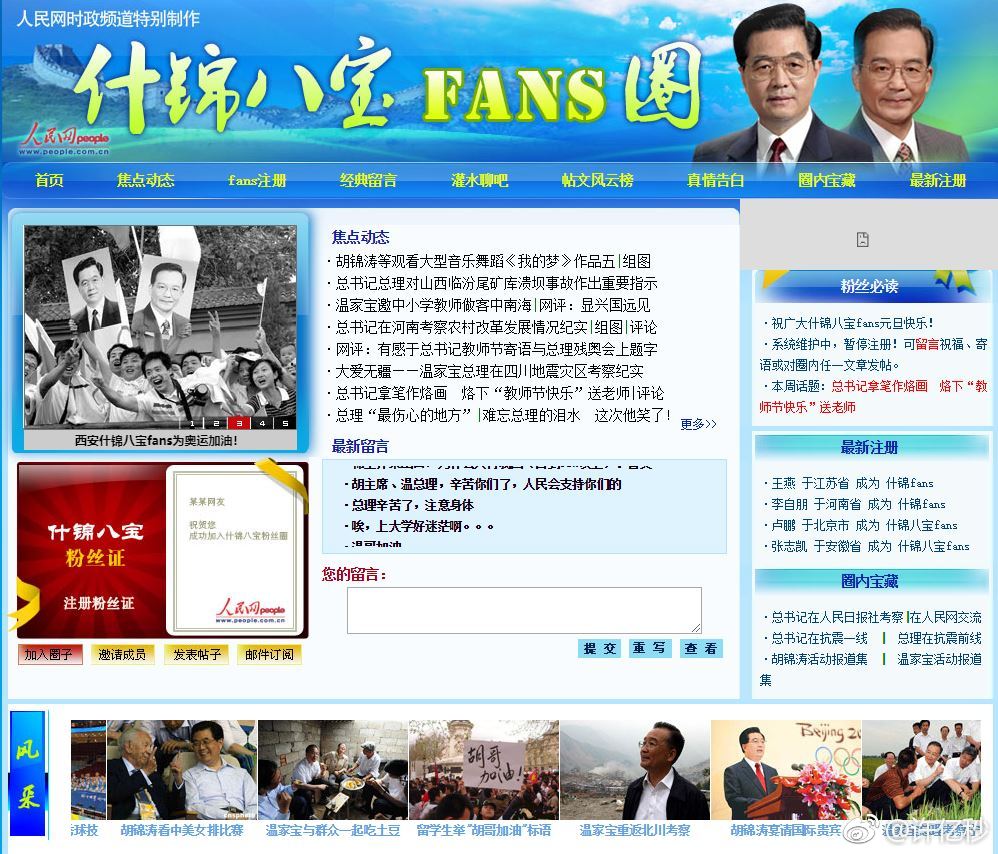 人民网时政频道特别制作
什锦八宝 FANS 圈
人民网people
www.people.com.cn
首页 焦点动态 fans注册 经典留言 灌水聊吧 帖文风云榜 真情告白 圈内宝藏 最新注册
1 2 3 4 5
西安什锦八宝fans为奥运加油！
焦点动态
·胡锦涛等观看大型音乐舞蹈《我的梦》作品五|组图
·总书记总理对山西临汾尾矿库溃坝事故作出重要指示
·温家宝邀中小学教师做客中南海|网评：显兴国远见
·总书记在河南考察农村改革发展情况纪实|组图|评论
·网评：有感于总书记教师节寄语与总理残奥会上题字
·大爱无疆——温家宝总理在四川地震灾区考察纪实
·总书记拿笔作烙画 烙下“教师节快乐”送老师|评论
·总理“最伤心的地方”|难忘总理的泪水 这次他笑了！
更多>>
最新留言
·胡主席、温总理，辛苦你们了，人民会支持你们的
·总理辛苦了，注意身体
·唉，上大学好迷茫啊。。。
·温哥加油
您的留言：
提 交 重 写 查 看
什锦八宝
粉丝证
注册粉丝证
某某网友
祝贺您
成功加入什锦八宝粉丝圈
人民网people
www.people.com.cn
加入圈子 邀请成员 发表帖子 邮件订阅
粉丝必读
·祝广大什锦八宝fans元旦快乐！
·系统维护中，暂停注册！可留言祝福、寄
语或对圈内任一文章发帖。
·本周话题：总书记拿笔作烙画 烙下“教
师节快乐”送老师
最新注册
·王燕 于江苏省 成为 什锦fans
·李自朋 于河南省 成为 什锦fans
·卢鹏 于北京市 成为 什锦八宝fans
·张志凯 于安徽省 成为 什锦八宝fans
圈内宝藏
·总书记在人民日报社考察|在人民网交流
·总书记在抗震一线 | 总理在抗震前线
·胡锦涛活动报道集 | 温家宝活动报道
集
风采
胡哥
加油！
Beijing 20
球技 胡锦涛看中美女排比赛 温家宝与群众一起吃土豆 留学生举“胡哥加油”标语 温家宝重返北川考察 胡锦涛宴请国际贵宾